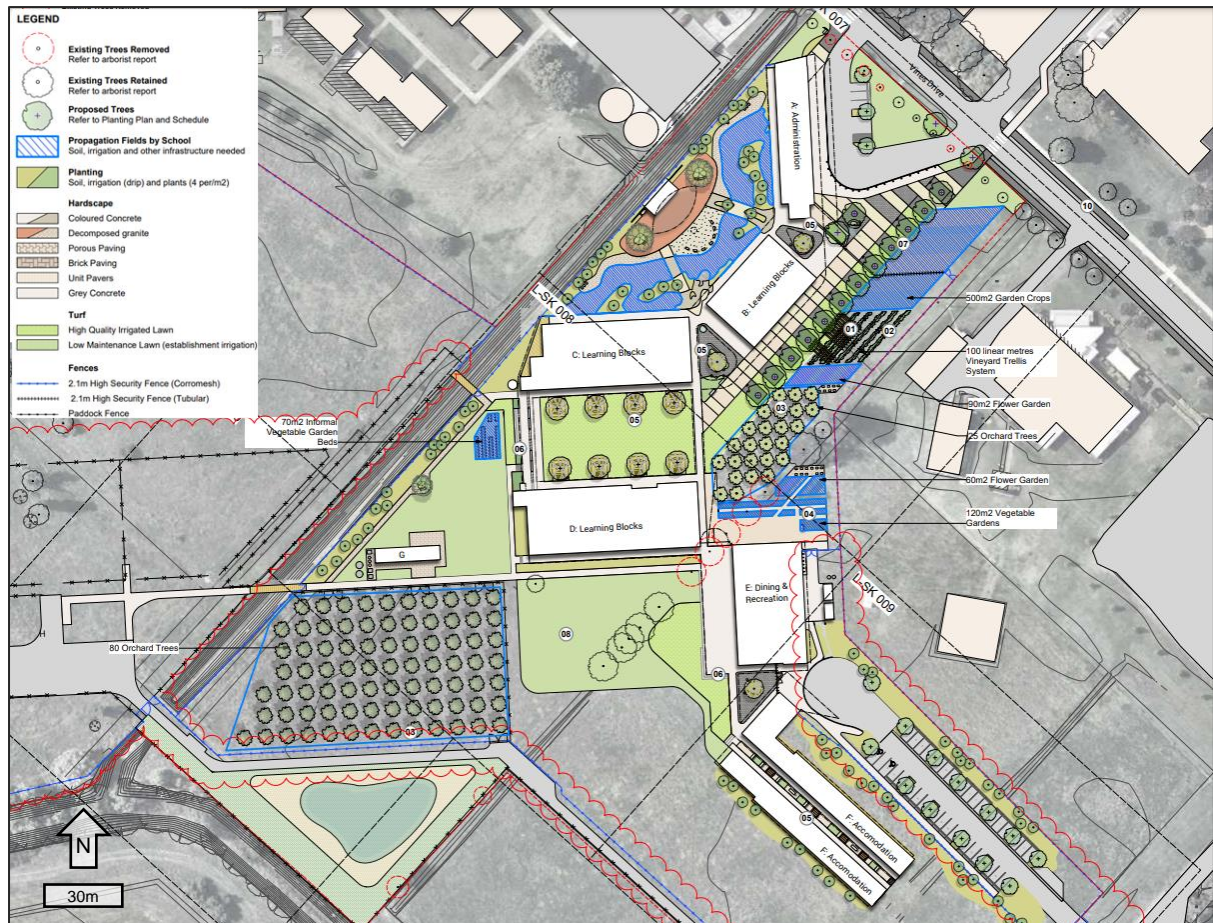 LEGEND
Existing Trees Removed
Refer to arborist report
Existing Trees Retained
Refer to arborist report
Proposed Trees
Refer to Planting Plan and Schedule
Propagation Fields by School
Soil, irrigation and other infrastructure needed
Planting
Soil, irrigation (drip) and plants (4 per/m2)
Hardscape
Coloured Concrete
Decomposed granite
Porous Paving
Brick Paving
Unit Pavers
Grey Concrete
Turf
High Quality Irrigated Lawn
Low Maintenance Lawn (establishment irrigation)
Fences
2.1m High Security Fence (Corromesh)
2.1m High Security Fence (Tubular)
Paddock Fence
007
Vines Drive
A: Administration
10
05
07
B: Learning Blocks
500m2 Garden Crops
L-SK 008
01
02
C: Learning Blocks
05
100 linear metres
Vineyard Trellis
System
90m2 Flower Garden
03
25 Orchard Trees
05
70m2 Informal
Vegetable Garden
Beds
06
60m2 Flower Garden
D: Learning Blocks
04
120m2 Vegetable
Gardens
G
E: Dining &
Recreation
L-SK 009
08
H
80 Orchard Trees
06
03
05
F: Accomodation
F: Accomodation
N
30m